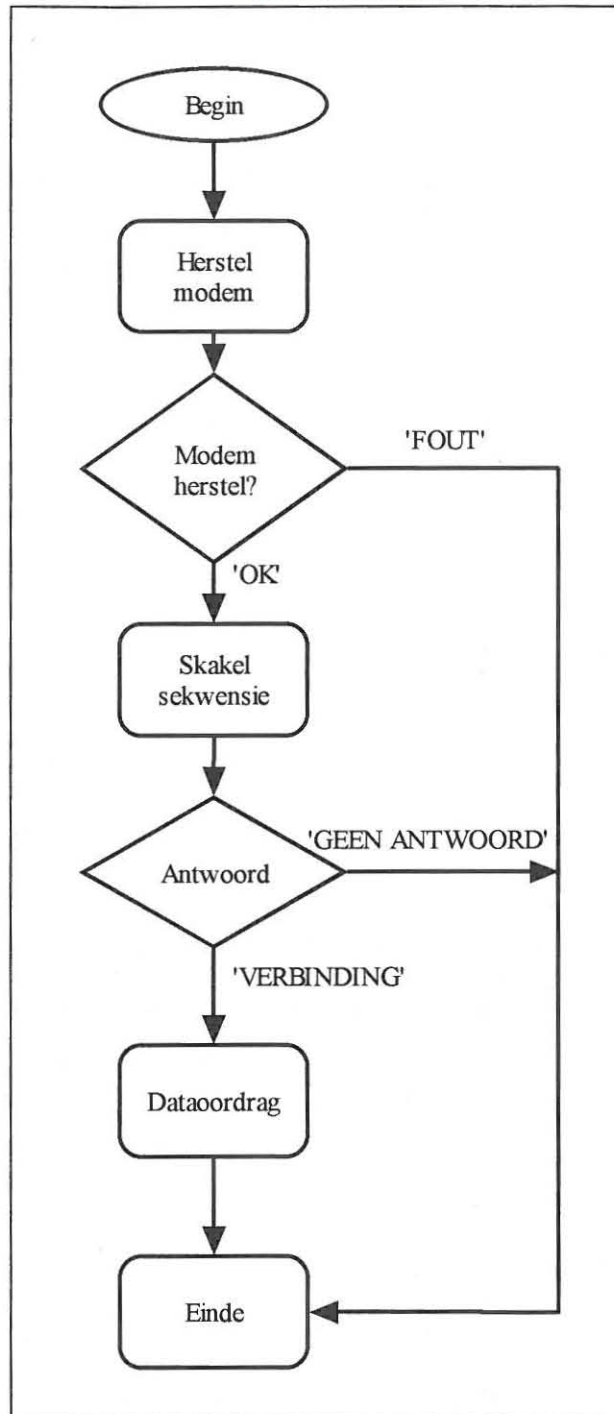 Begin
Herstel
modem
Modem
herstel?
'FOUT'
'OK'
Skakel
sekwensie
Antwoord
'GEEN ANTWOORD'
'VERBINDING'
Dataoordrag
Einde